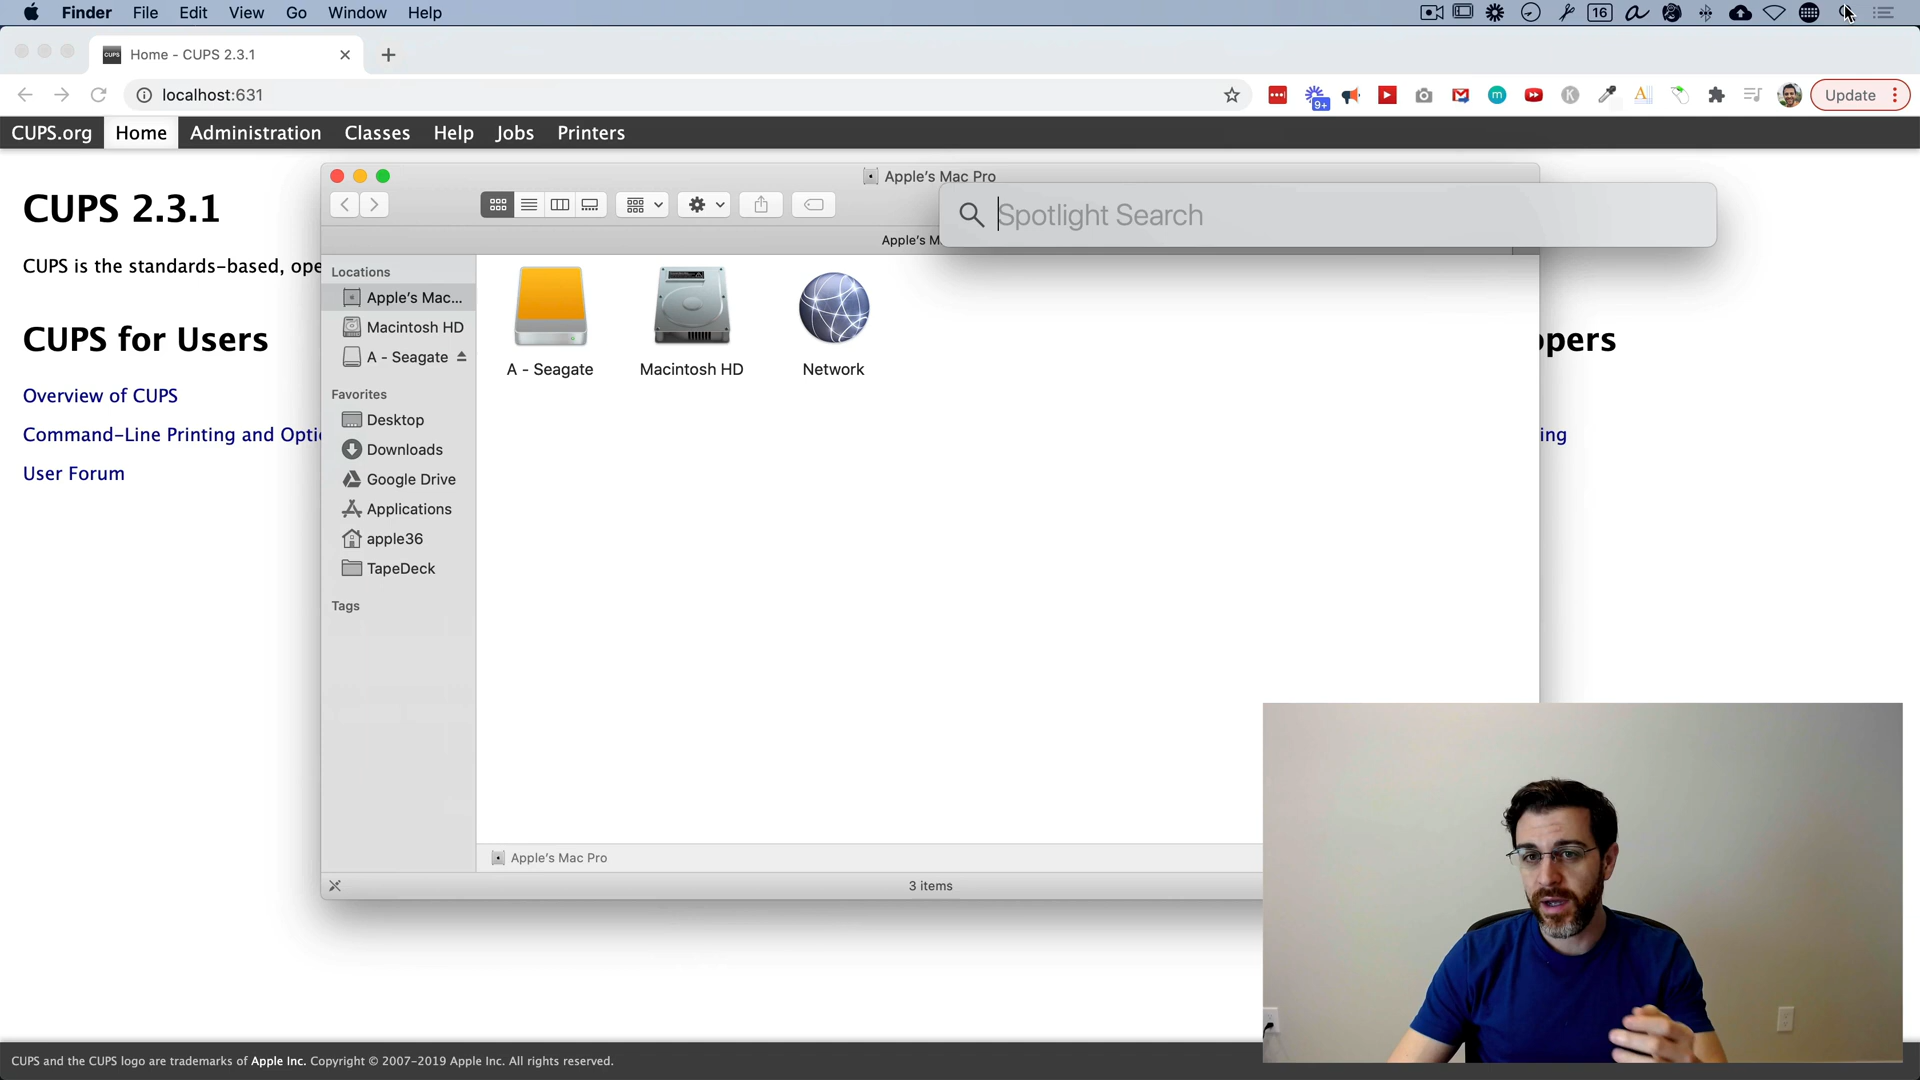 Finder File Edit View Go Window Help
16
CUPS Home - CUPS 2.3.1
localhost:631
9+
m
K
A
Update
CUPS.org Home Administration Classes Help Jobs Printers
Apple's Mac Pro
Spotlight Search
CUPS 2.3.1
Apple's M
CUPS is the standards-based, ope
Locations
Apple's Mac...
Macintosh HD
A - Seagate
Favorites
Desktop
Downloads
Google Drive
Applications
apple36
TapeDeck
Tags
A - Seagate
Macintosh HD
Network
CUPS for Users
Overview of CUPS
Command-Line Printing and Opti
User Forum
opers
ing
Apple's Mac Pro
3 items
CUPS and the CUPS logo are trademarks of Apple Inc. Copyright © 2007-2019 Apple Inc. All rights reserved.